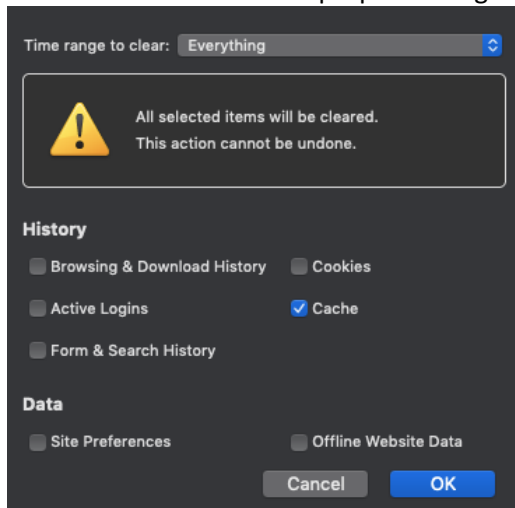 Time range to clear: Everything
All selected items will be cleared.
This action cannot be undone.
History
Browsing & Download History Cookies
Active Logins Cache
Form & Search History
Data
Site Preferences Offline Website Data
Cancel OK